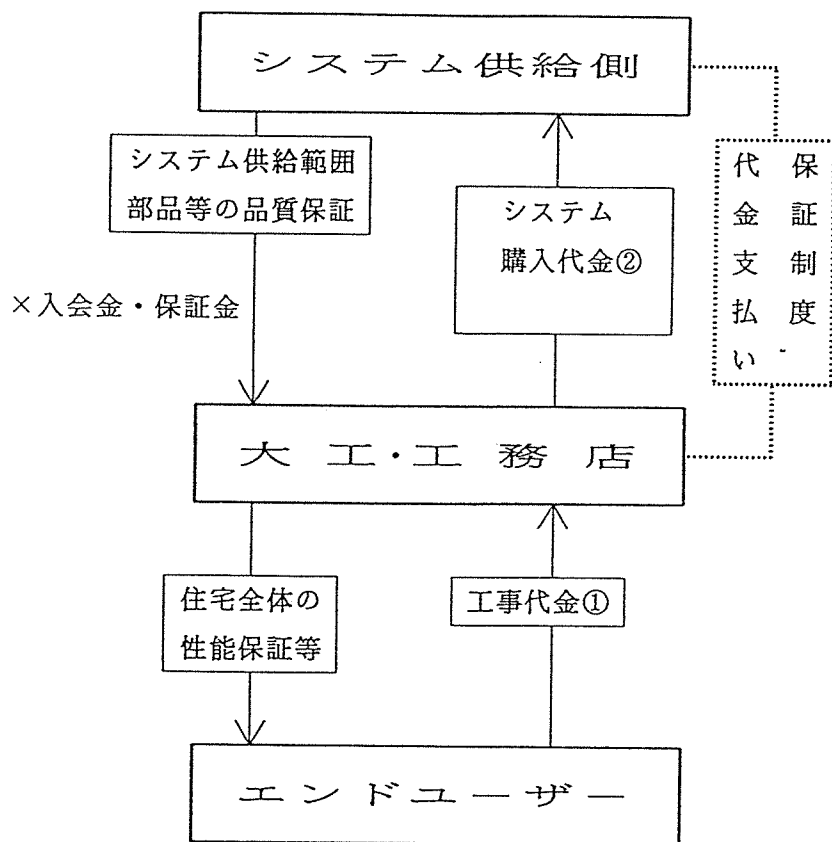 システム供給側
システム供給範囲
部品等の品質保証
システム
購入代金②
代金支払い
保証制度
×入会金・保証金
大工・工務店
住宅全体の
性能保証等
工事代金①
エンドユーザー